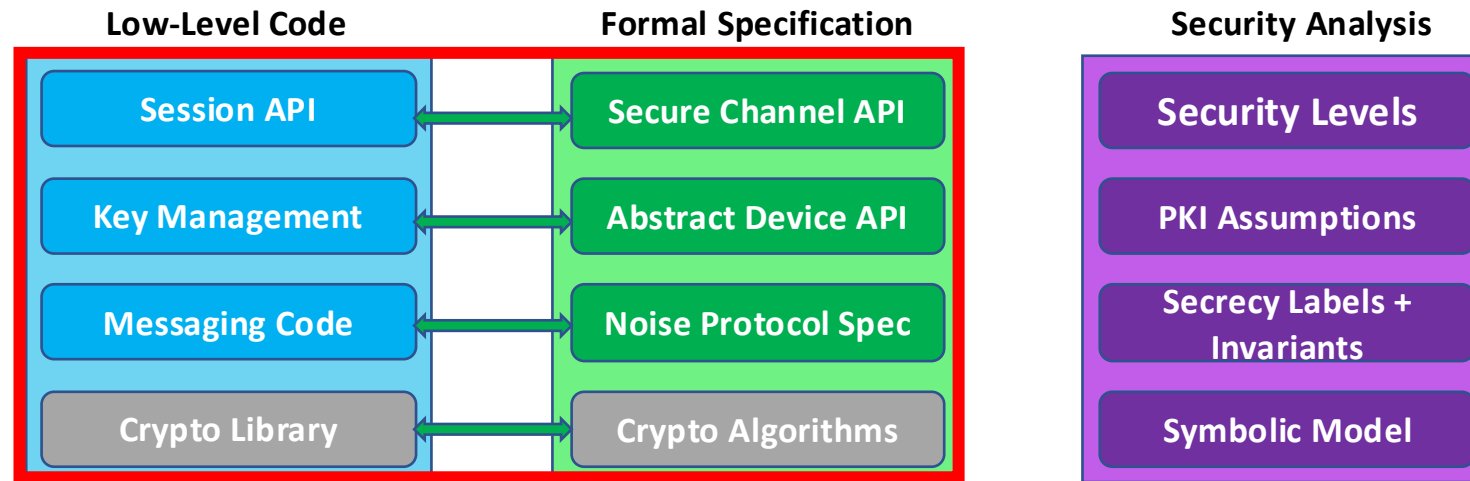 Low-Level Code
Formal Specification
Security Analysis
Session API
Secure Channel API
Security Levels
Key Management
Abstract Device API
PKI Assumptions
Messaging Code
Noise Protocol Spec
Secrecy Labels +
Invariants
Crypto Library
Crypto Algorithms
Symbolic Model